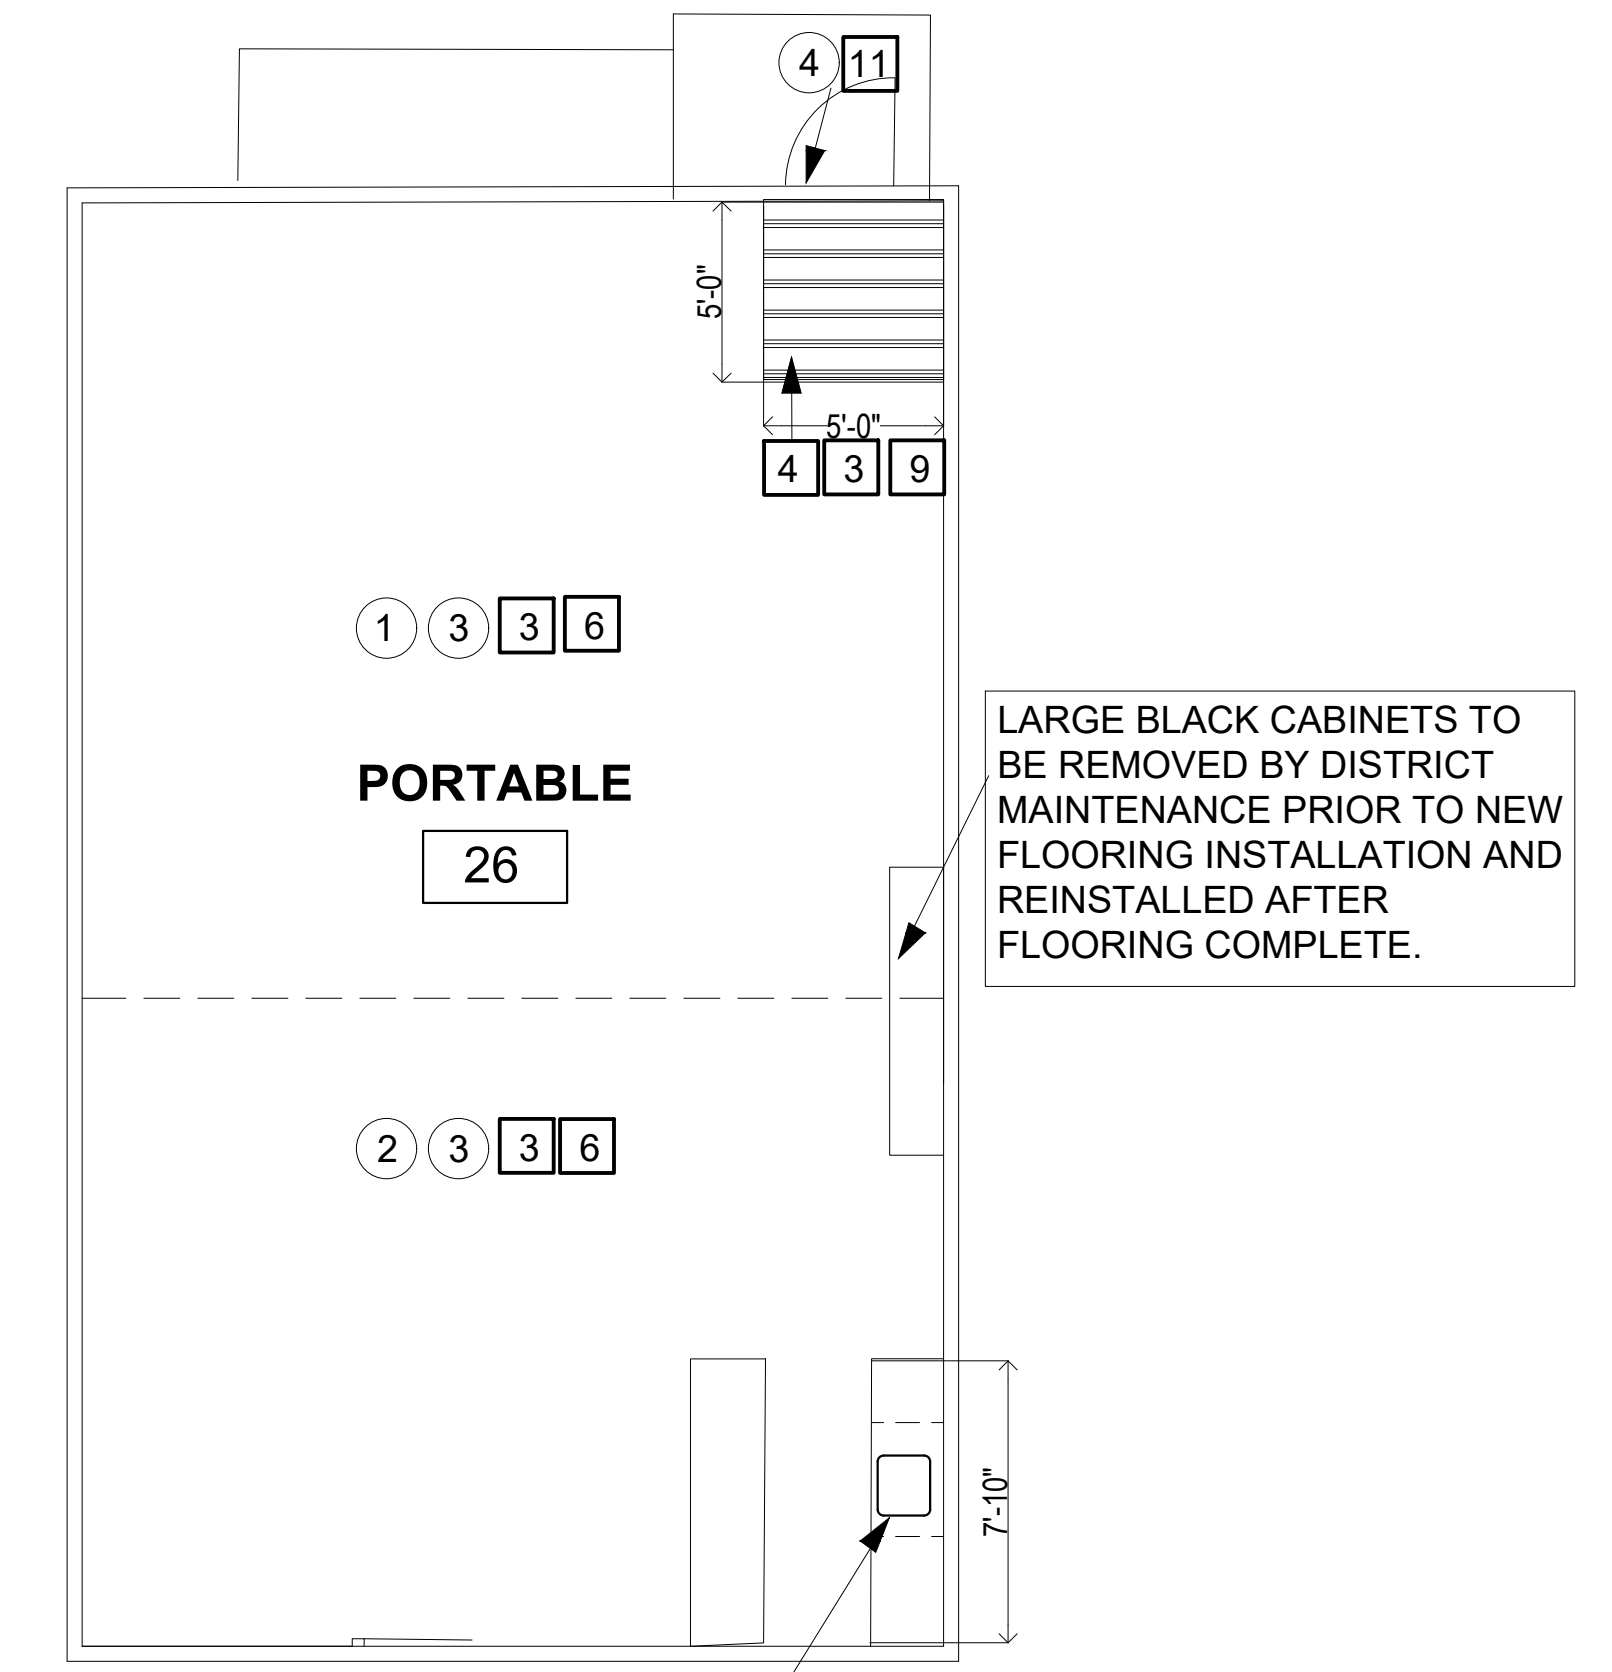 4 11
5'-0"
5'-0"
4 3 9
1 3 3 6
PORTABLE
26
LARGE BLACK CABINETS TO
BE REMOVED BY DISTRICT
MAINTENANCE PRIOR TO NEW
FLOORING INSTALLATION AND
REINSTALLED AFTER
FLOORING COMPLETE.
2 3 3 6
7'-10"